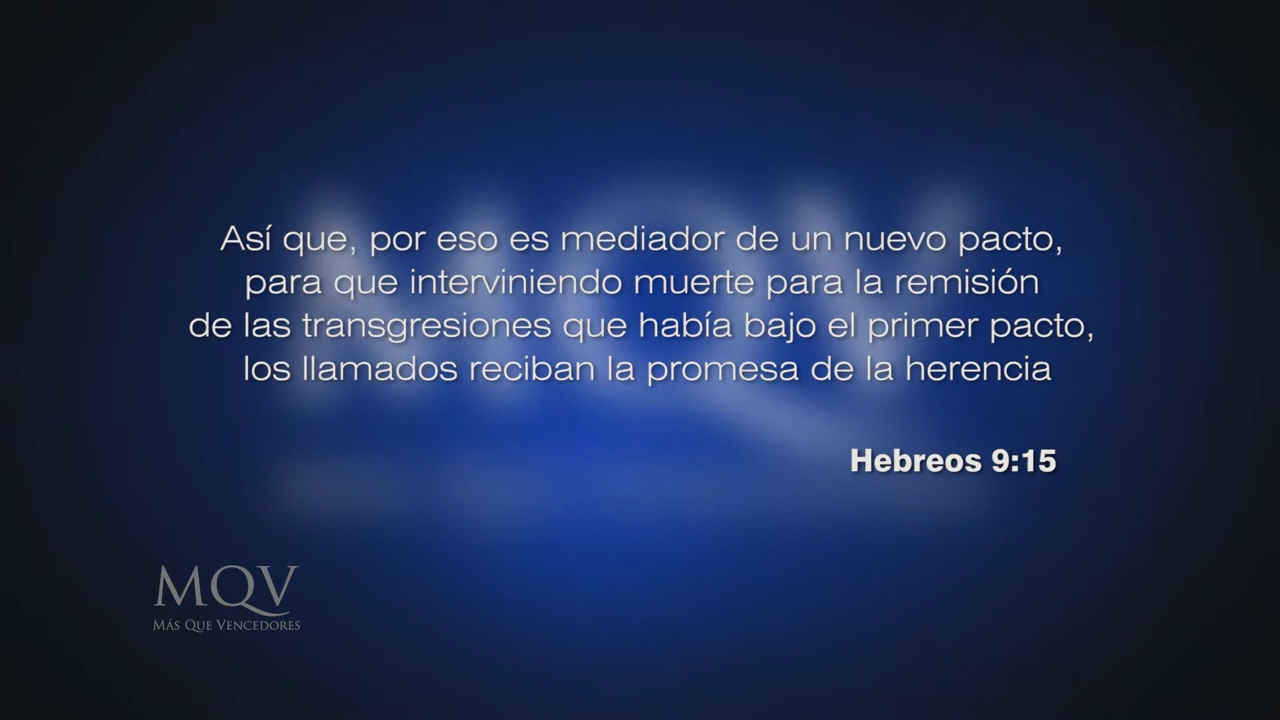 Así que, por eso es mediador de un nuevo pacto,
para que interviniendo muerte para la remisión
de las transgresiones que había bajo el primer pacto,
los llamados reciban la promesa de la herencia
Hebreos 9:15
MQV
MÁS QUE VENCEDORES